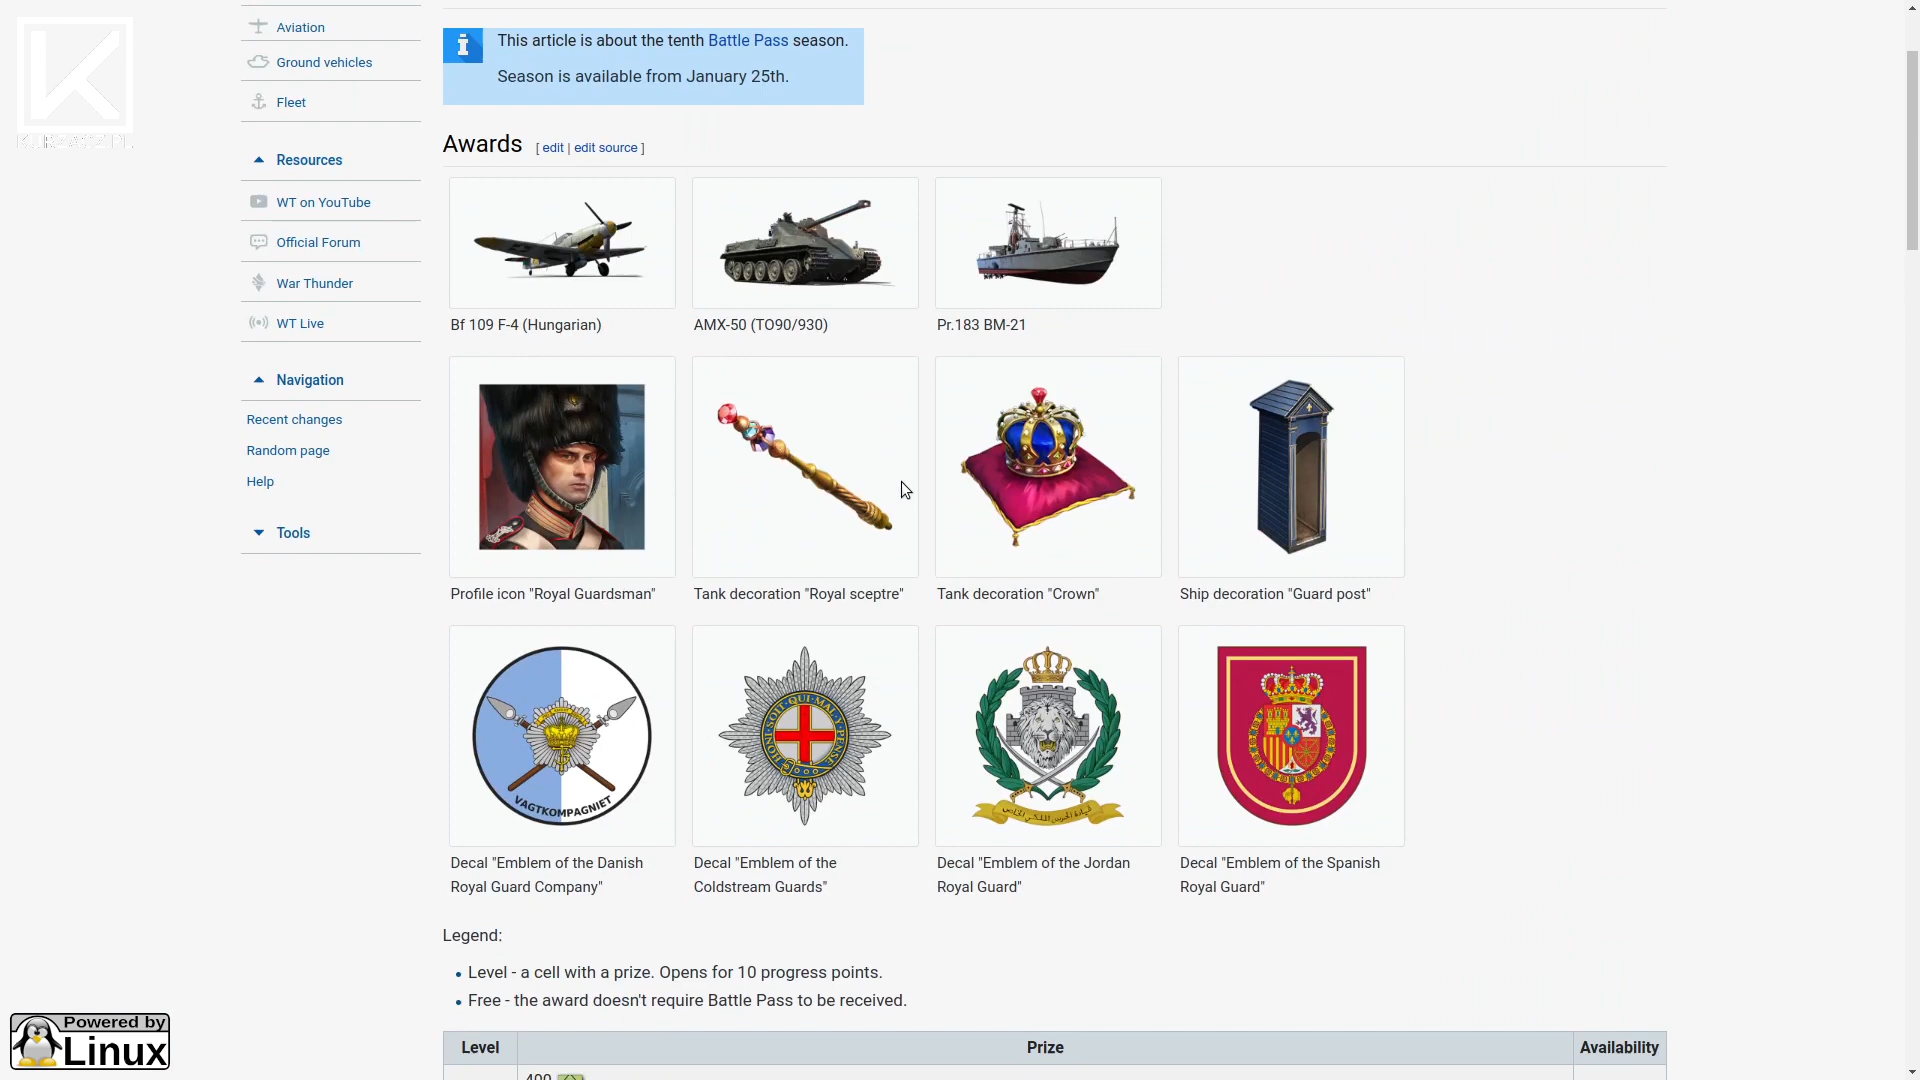 Aviation
Ground vehicles
Fleet
Resources
WT on YouTube
Official Forum
War Thunder
WT Live
Navigation
Recent changes
Random page
Help
Tools
This article is about the tenth Battle Pass season.
Season is available from January 25th.
Awards [ edit | edit source ]
Bf 109 F-4 (Hungarian)
AMX-50 (TO90/930)
Pr.183 BM-21
Profile icon "Royal Guardsman"
Tank decoration "Royal sceptre"
Tank decoration "Crown"
Ship decoration "Guard post"
VAGTKOMPAGNIET
HONI SOIT QUI MAL Y PENSE
Decal "Emblem of the Danish
Royal Guard Company"
Decal "Emblem of the
Coldstream Guards"
Decal "Emblem of the Jordan
Royal Guard"
Decal "Emblem of the Spanish
Royal Guard"
Legend:
Level - a cell with a prize. Opens for 10 progress points.
Free - the award doesn't require Battle Pass to be received.
Level Prize Availability
400
Powered by
Linux